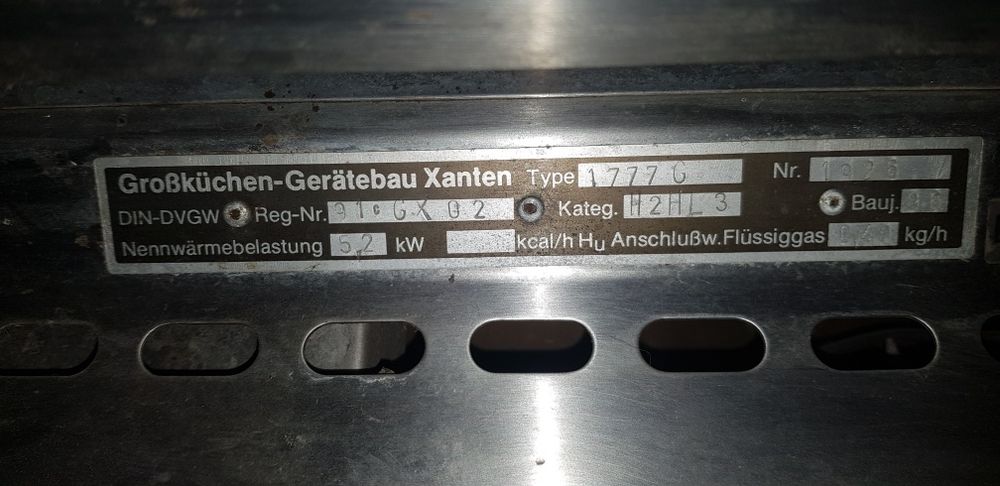 Großküchen-Gerätebau Xanten Type 1777G Nr.
DIN-DVGW Reg-Nr. 91cGX02 Kateg. H2HL3 Bauj.
Nennwärmebelastung 5,2 kW kcal/h Hu Anschlußw.Flüssiggas kg/h